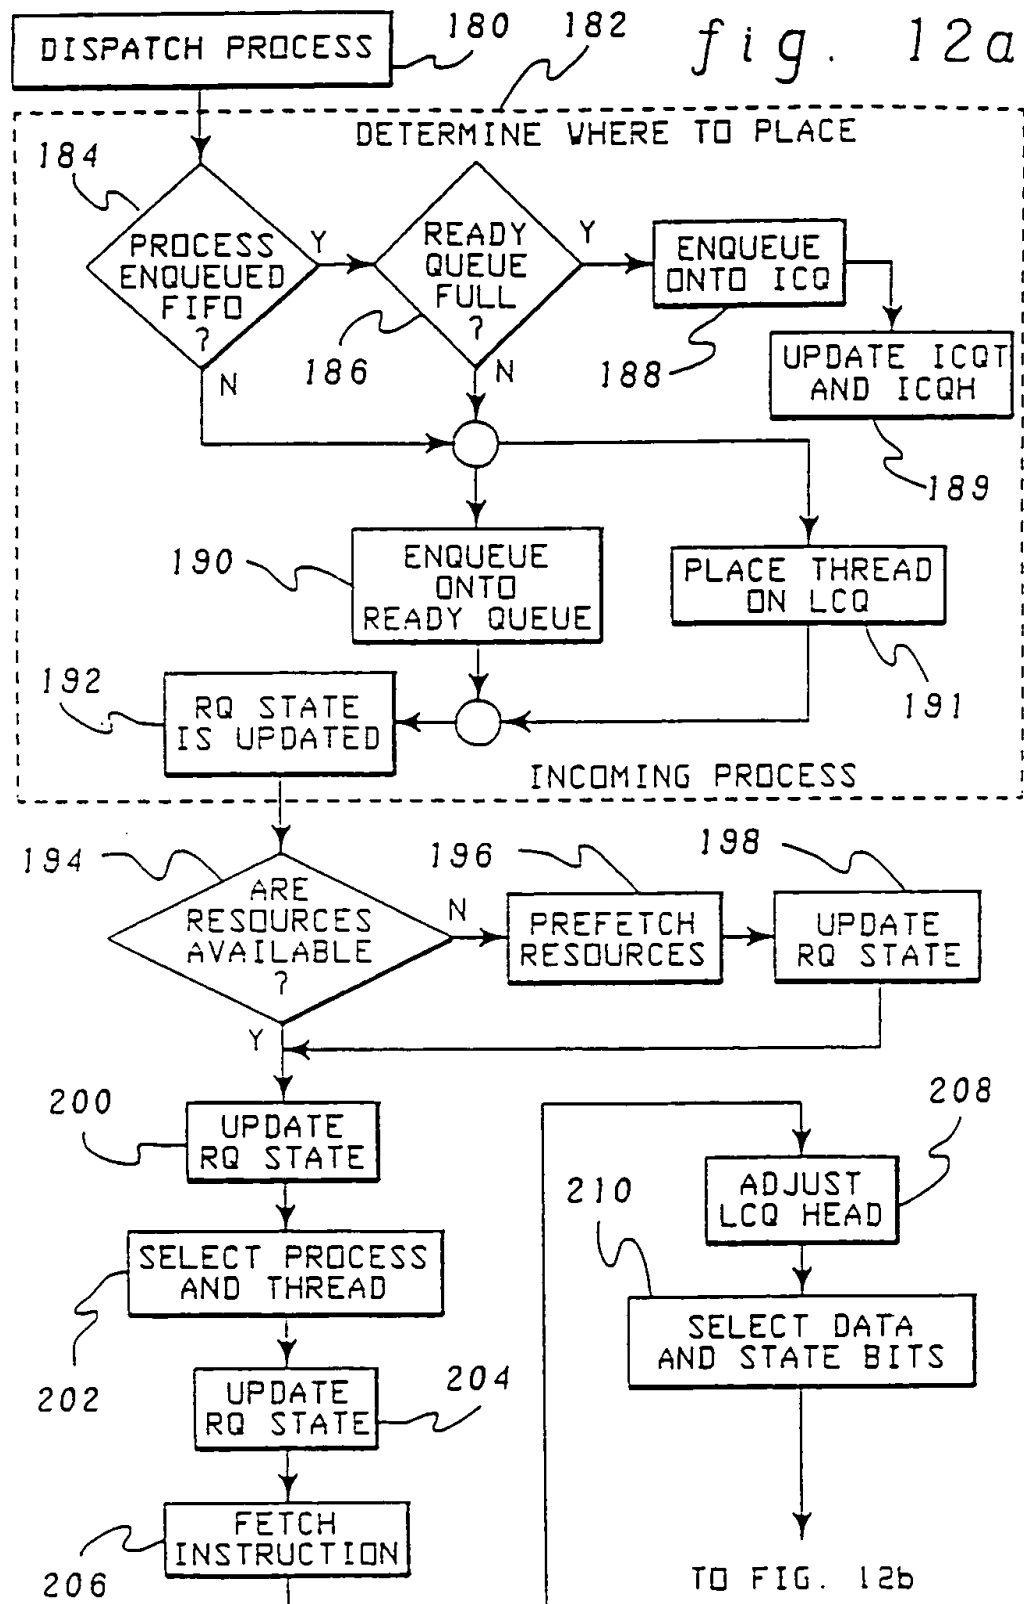 fig. 12a
DISPATCH PROCESS
180
182
DETERMINE WHERE TO PLACE
184
PROCESS
ENQUEUED
FIFO
?
Y
N
READY
QUEUE
FULL
?
186
Y
N
ENQUEUE
ONTO ICQ
188
UPDATE ICQT
AND ICQH
189
190
ENQUEUE
ONTO
READY QUEUE
PLACE THREAD
ON LCQ
191
192
RQ STATE
IS UPDATED
INCOMING PROCESS
194
ARE
RESOURCES
AVAILABLE
?
N
Y
196
PREFETCH
RESOURCES
198
UPDATE
RQ STATE
200
UPDATE
RQ STATE
SELECT PROCESS
AND THREAD
202
UPDATE
RQ STATE
204
FETCH
INSTRUCTION
206
208
ADJUST
LCQ HEAD
210
SELECT DATA
AND STATE BITS
TO FIG. 12b